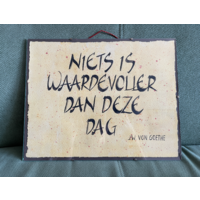 NIETS IS
WAARDEVOLLER
DAN DEZE
DAG
J.W. VON GOETHE